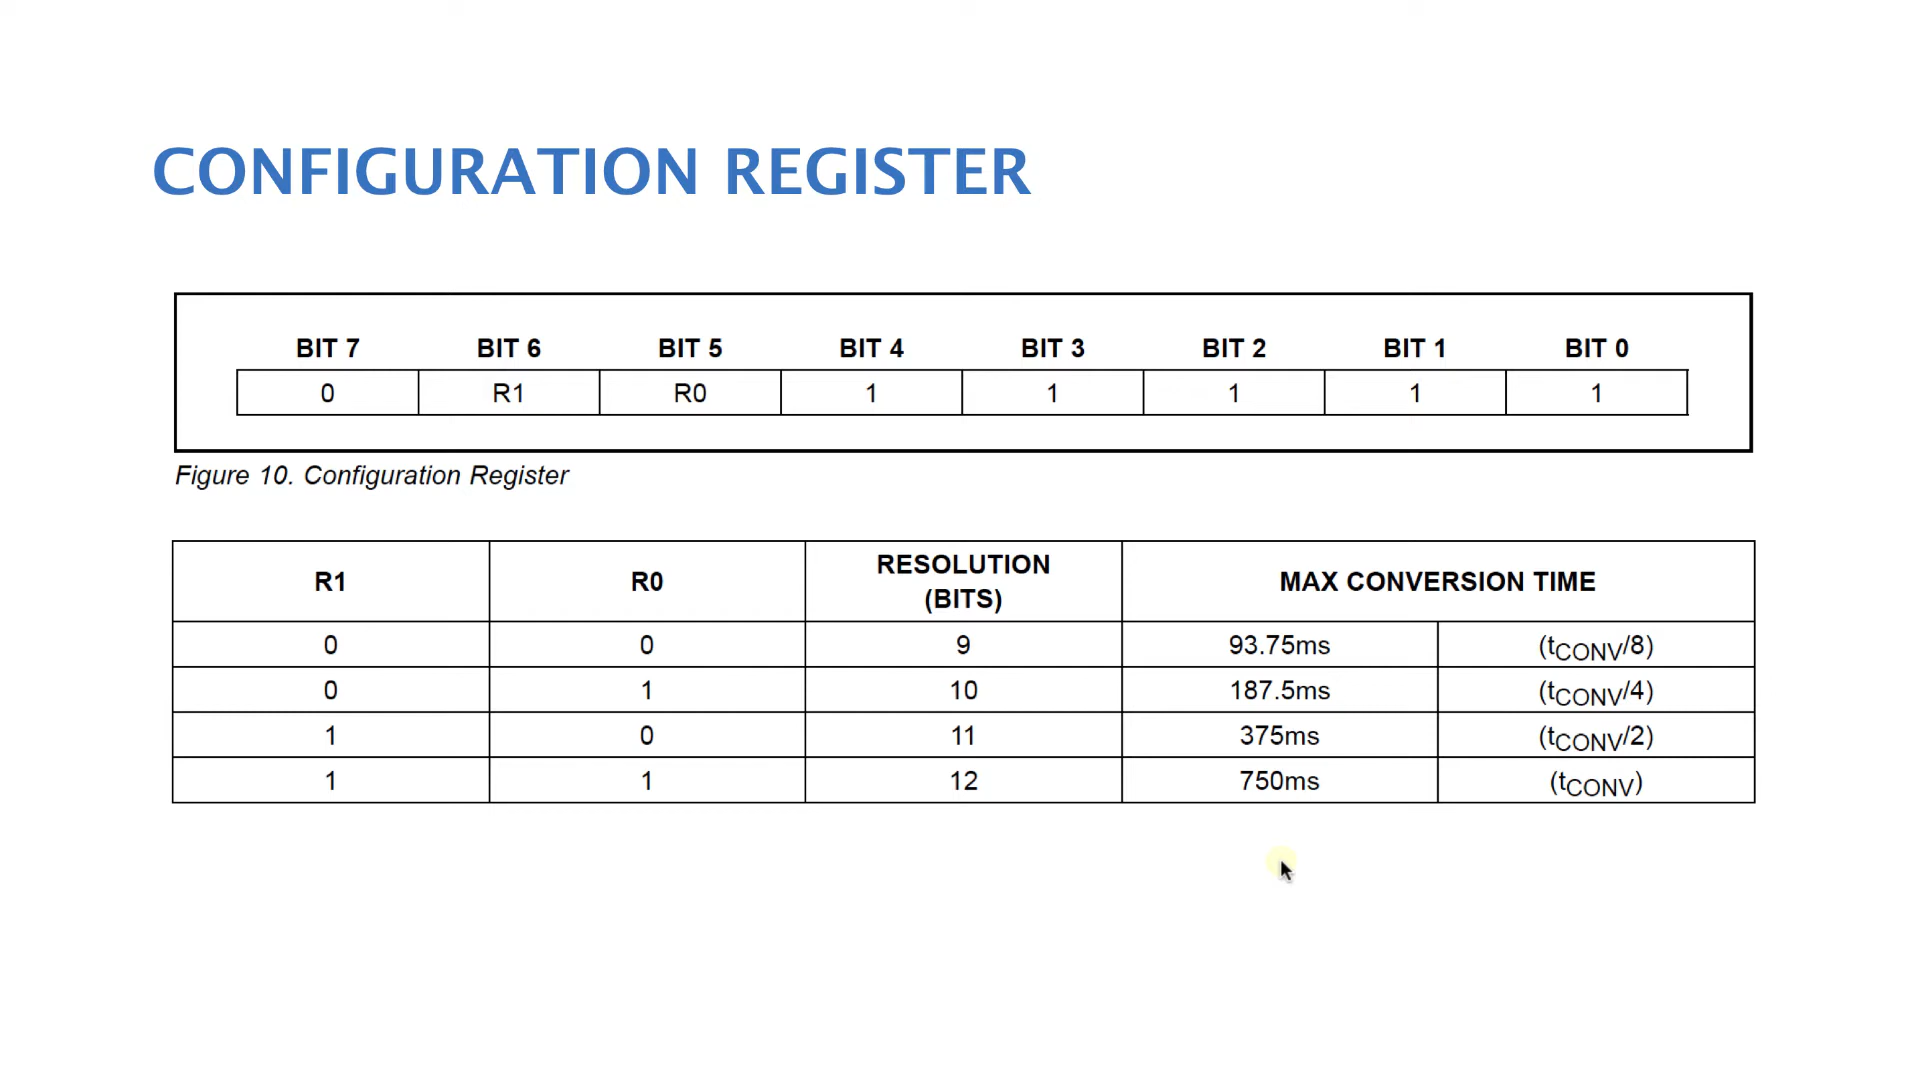 CONFIGURATION REGISTER
BIT 7 BIT 6 BIT 5 BIT 4 BIT 3 BIT 2 BIT 1 BIT 0
0 R1 R0 1 1 1 1 1
Figure 10. Configuration Register
R1 R0 RESOLUTION (BITS) MAX CONVERSION TIME
0 0 9 93.75ms (tCONV/8)
0 1 10 187.5ms (tCONV/4)
1 0 11 375ms (tCONV/2)
1 1 12 750ms (tCONV)